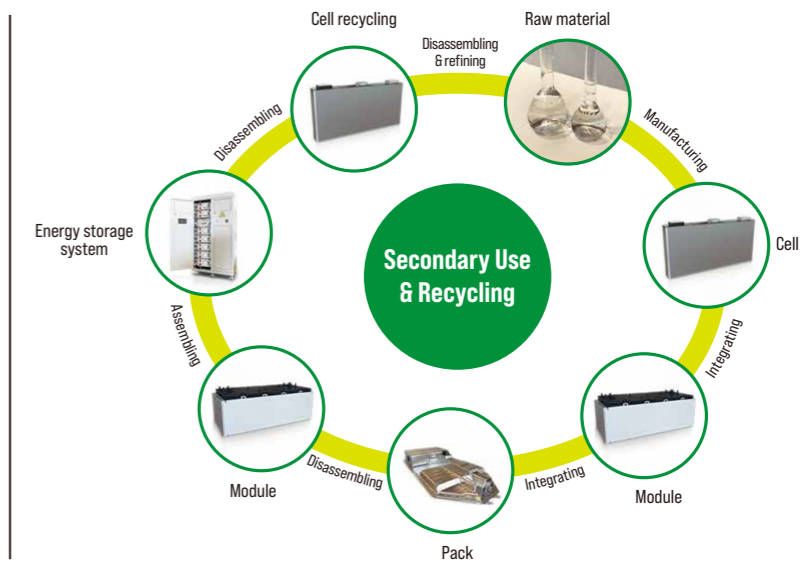 Cell recycling
Disassembling
& refining
Raw material
Manufacturing
Cell
Integrating
Module
Integrating
Pack
Disassembling
Module
Assembling
Energy storage
system
Disassembling
Secondary Use
& Recycling